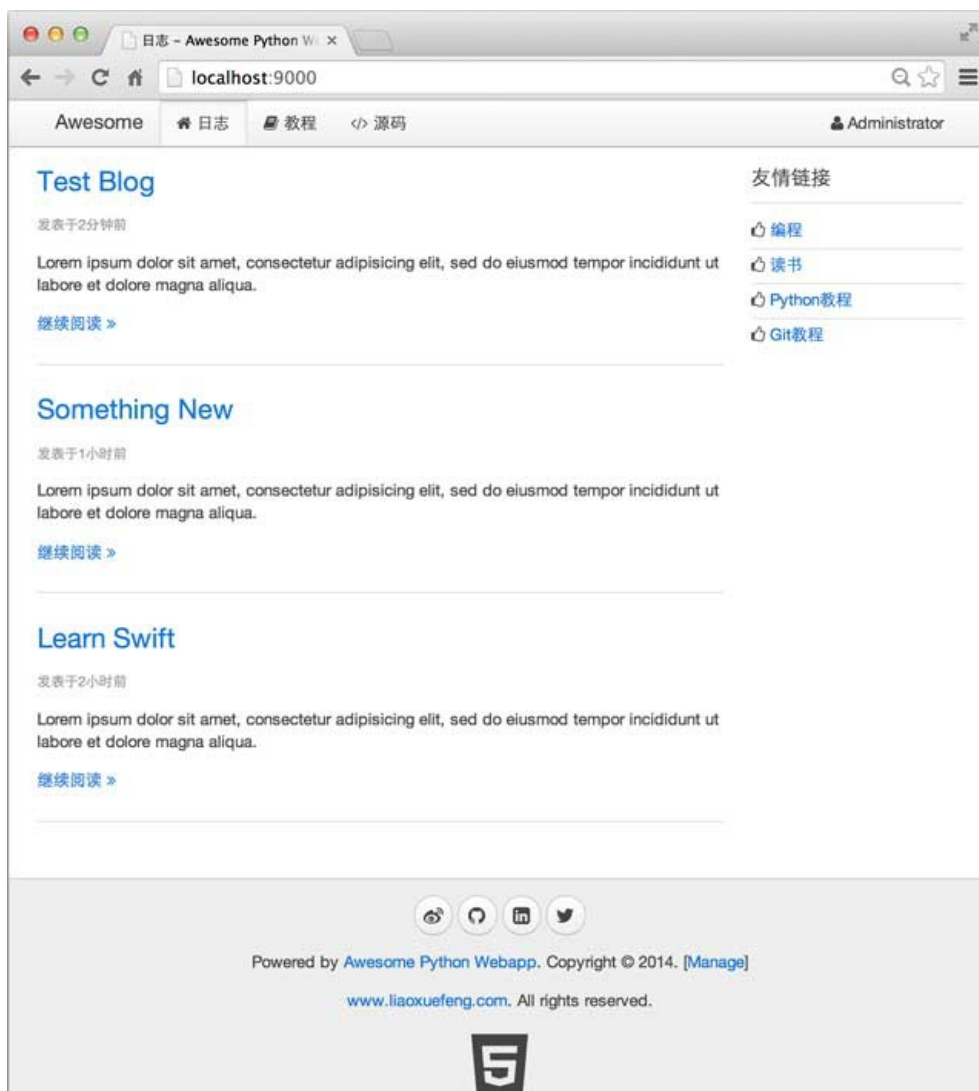 日志 - Awesome Python W
localhost:9000
Awesome 日志 教程 源码 Administrator
Test Blog
发表于2分钟前
Lorem ipsum dolor sit amet, consectetur adipisicing elit, sed do eiusmod tempor incididunt ut
labore et dolore magna aliqua.
继续阅读 »
Something New
发表于1小时前
Lorem ipsum dolor sit amet, consectetur adipisicing elit, sed do eiusmod tempor incididunt ut
labore et dolore magna aliqua.
继续阅读 »
Learn Swift
发表于2小时前
Lorem ipsum dolor sit amet, consectetur adipisicing elit, sed do eiusmod tempor incididunt ut
labore et dolore magna aliqua.
继续阅读 »
友情链接
编程
读书
Python教程
Git教程
Powered by Awesome Python Webapp. Copyright © 2014. [Manage]
www.liaoxuefeng.com. All rights reserved.
5